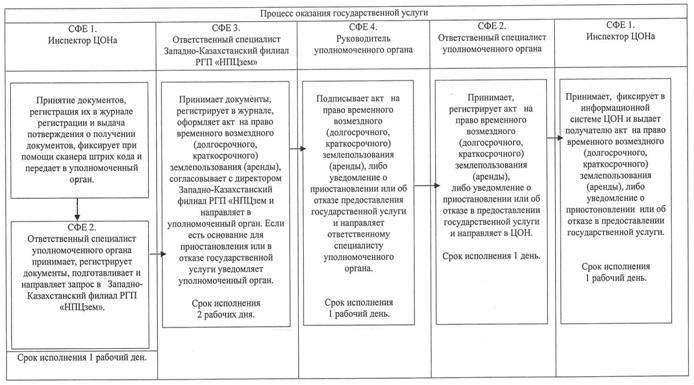 Процесс оказания государственной услуги
СФЕ 1.
Инспектор ЦОНа
СФЕ 3.
Ответственный специалист
Западно-Казахстанский филиал
РГП «НПЦзем»
СФЕ 4.
Руководитель
уполномоченного органа
СФЕ 2.
Ответственный специалист
уполномоченного органа
СФЕ 1.
Инспектор ЦОНа
Принятие документов,
регистрация их в журнале
регистрации и выдача
потверждения о получении
документов, фиксирует при
помощи сканера штрих кода и
передает в уполномоченный
орган.
СФЕ 2.
Ответственный специалист
уполномоченного органа
принимает, регистрирует
документы, подготавливает и
направляет запрос в Западно-
Казахстанский филиал РГП
«НПЦзем».
Срок исполнения 1 рабочий ден.
Принимает документы,
регистрирует в журнале,
оформляет акт на право
временного возмездного
(долгосрочного,
краткосрочного)
землепользования (аренды),
согласовывает с директором
Западно-Казахстанский
филиал РГП «НПЦзем и
направляет в
уполномоченный орган. Если
есть основание для
приостановления или в
отказе государственной
услуги уведомляет
уполномоченный орган.
Срок исполнения
2 рабочих дня.
Подписывает акт на
право временного
возмездного
(долгосрочного,
краткосрочного)
землепользования
(аренды), либо
уведомление о
приостановлении или об
отказе предоставления
государственной услуги
и направляет
ответственному
специалисту
уполномоченного
органа.
Срок исполнения
1 рабочий день.
Принимает,
регистрирует акт на
право временного
возмездного
(долгосрочного,
краткосрочного)
землепользования
(аренды),
либо уведомление о
приостановлении или об
отказе в предоставлении
государственной услуги
и направляет в ЦОН.
Срок исполнения 1 день.
Принимает, фиксирует в
информационной
системе ЦОН и выдает
получателю акт на право
временного возмездного
(долгосрочного,
краткосрочного)
землепользования
(аренды), либо
уведомление о
приостоновлении или об
отказе в предоставлении
государственной услуги.
Срок исполнения
1 рабочий день.